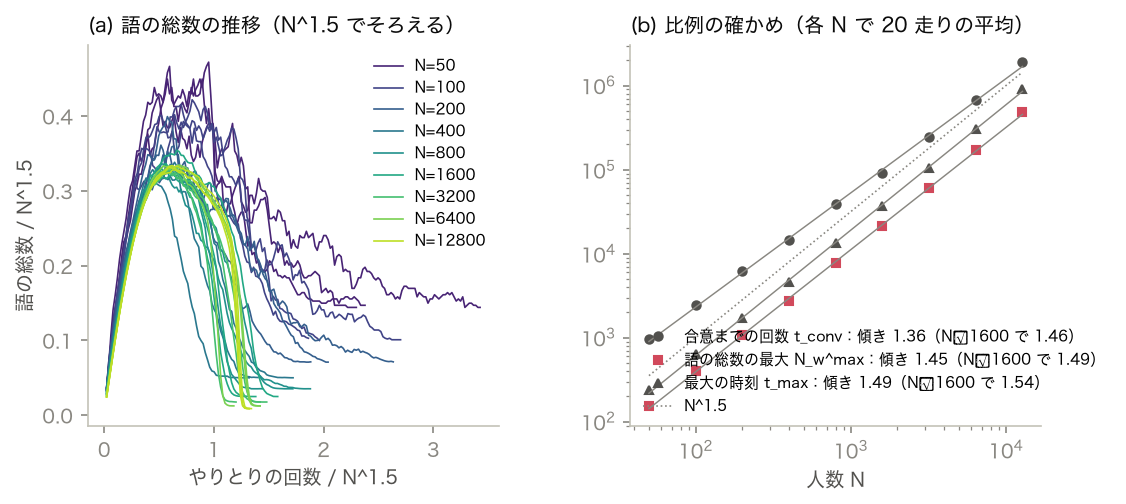 (a) 語の総数の推移（N^1.5 でそろえる）
語の総数 / N^1.5
0.4
0.3
0.2
0.1
0.0
0
1
2
3
やりとりの回数 / N^1.5
N=50
N=100
N=200
N=400
N=800
N=1600
N=3200
N=6400
N=12800
(b) 比例の確かめ（各 N で 20 走りの平均）
10^6
10^5
10^4
10^3
10^2
10^2
10^3
10^4
人数 N
合意までの回数 t_conv：傾き 1.36（N☑1600 で 1.46）
語の総数の最大 N_w^max：傾き 1.45（N☑1600 で 1.49）
最大の時刻 t_max：傾き 1.49（N☑1600 で 1.54）
N^1.5